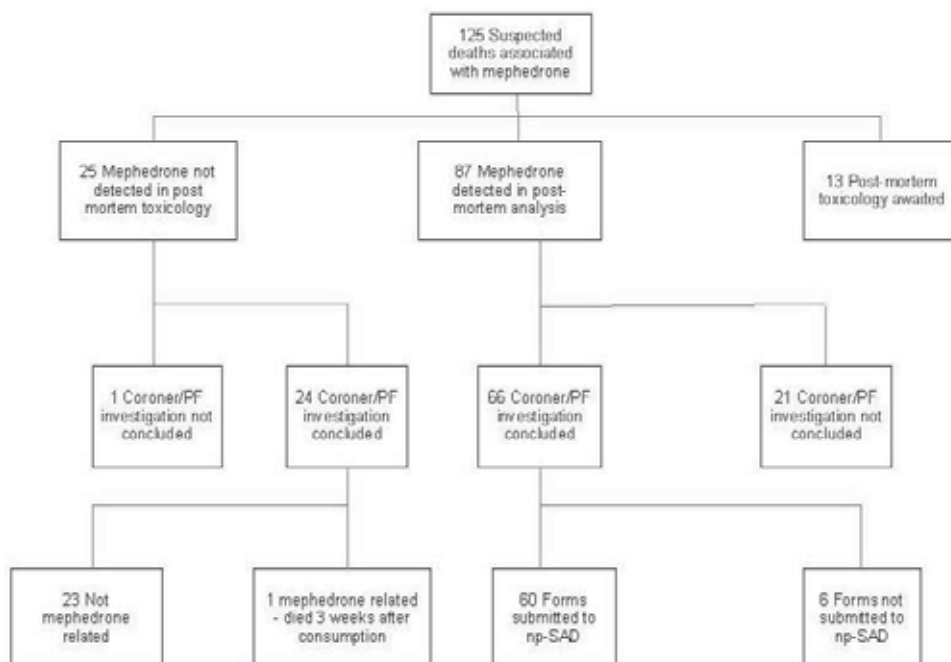 125 Suspected
deaths associated
with mephedrone
25 Mephedrone not
detected in post
mortem toxicology
87 Mephedrone
detected in post-
mortem analysis
13 Post-mortem
toxicology awaited
1 Coroner/PF
investigation not
concluded
24 Coroner/PF
investigation
concluded
66 Coroner/PF
investigation
concluded
21 Coroner/PF
investigation not
concluded
23 Not
mephedrone
related
1 mephedrone related
- died 3 weeks after
consumption
60 Forms
submitted to
np-SAD
6 Forms not
submitted to
np-SAD